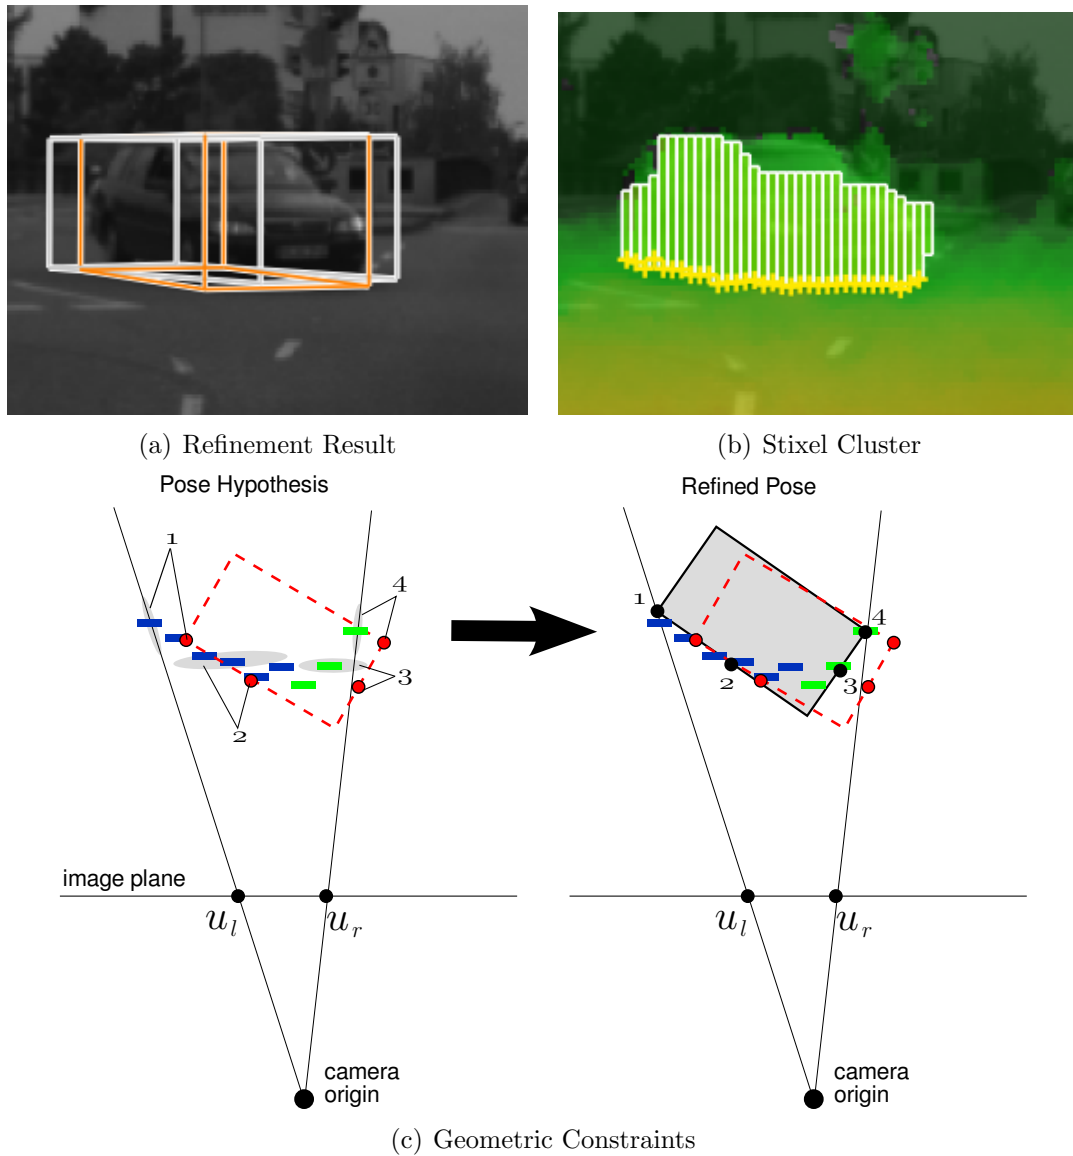 (a) Refinement Result
(b) Stixel Cluster
Pose Hypothesis
Refined Pose
1
4
3
2
image plane
u_l
u_r
camera
origin
1
4
2
3
u_l
u_r
camera
origin
(c) Geometric Constraints